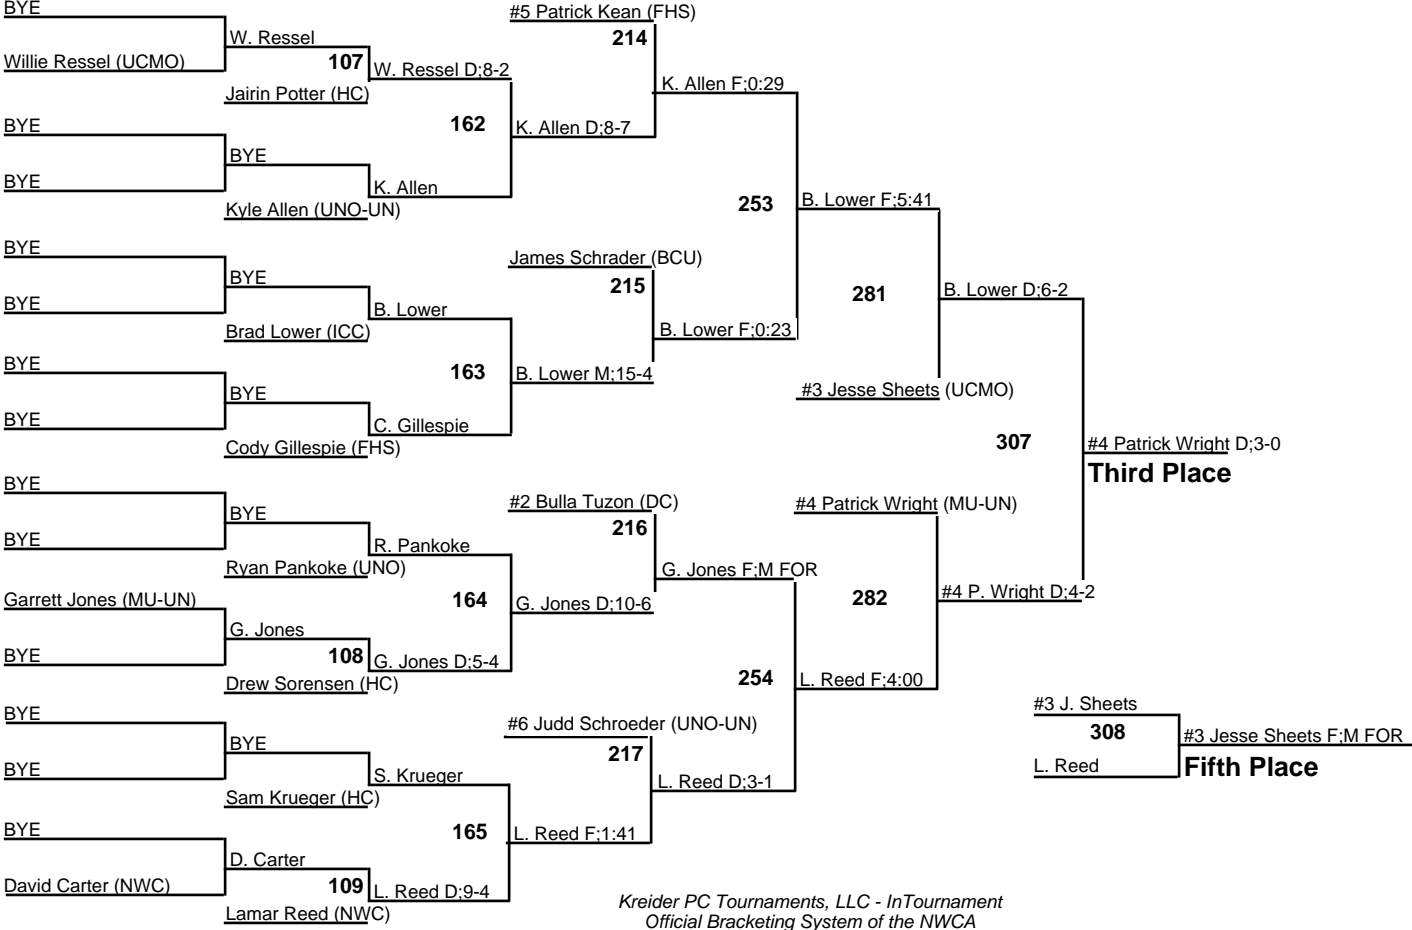 BYE
#5 Patrick Kean (FHS)
W. Ressel
214
Willie Ressel (UCMO)
107
W. Ressel D;8-2
K. Allen F;0:29
Jairin Potter (HC)
BYE
162
K. Allen D;8-7
BYE
BYE
K. Allen
Kyle Allen (UNO-UN)
253
B. Lower F;5:41
BYE
James Schrader (BCU)
BYE
215
281
B. Lower D;6-2
BYE
B. Lower
Brad Lower (ICC)
B. Lower F;0:23
BYE
163
B. Lower M;15-4
BYE
#3 Jesse Sheets (UCMO)
BYE
C. Gillespie
Cody Gillespie (FHS)
307
#4 Patrick Wright D;3-0
Third Place
BYE
#2 Bulla Tuzon (DC)
#4 Patrick Wright (MU-UN)
BYE
216
BYE
R. Pankoke
Ryan Pankoke (UNO)
G. Jones F;M FOR
Garrett Jones (MU-UN)
164
G. Jones D;10-6
282
#4 P. Wright D;4-2
G. Jones
BYE
108
G. Jones D;5-4
Drew Sorensen (HC)
254
L. Reed F;4:00
BYE
#6 Judd Schroeder (UNO-UN)
#3 J. Sheets
BYE
217
308
#3 Jesse Sheets F;M FOR
BYE
S. Krueger
L. Reed D;3-1
L. Reed
Fifth Place
Sam Krueger (HC)
BYE
165
L. Reed F;1:41
D. Carter
David Carter (NWC)
109
L. Reed D;9-4
Lamar Reed (NWC)
Kreider PC Tournaments, LLC - InTournament
Official Bracketing System of the NWCA